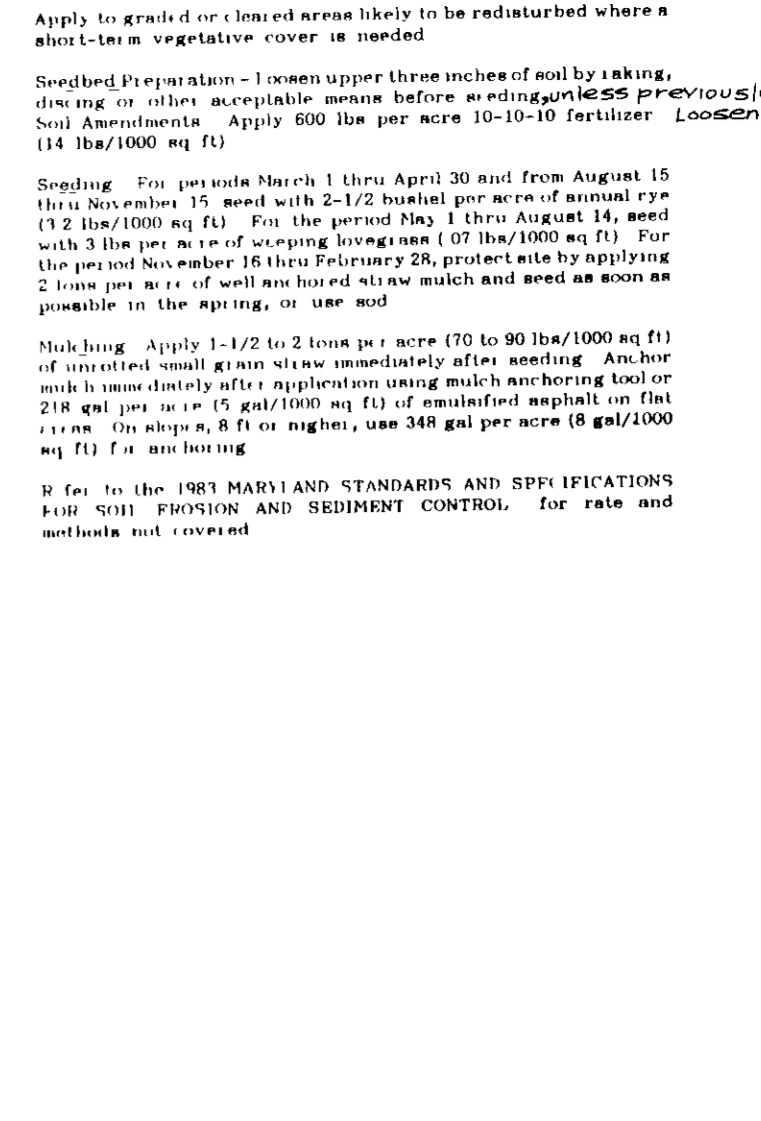 Apply to graded or cleared areas likely to be redisturbed where a
short-term vegetative cover is needed
Seedbed Preparation - Loosen upper three inches of soil by raking,
discing or other acceptable means before seeding, unless previously
Soil Amendments Apply 600 lbs per acre 10-10-10 fertilizer Loosen
(14 lbs/1000 sq ft)
Seeding For periods March 1 thru April 30 and from August 15
thru November 15 seed with 2-1/2 bushel per acre of annual rye
(3 2 lbs/1000 sq ft) For the period May 1 thru August 14, seed
with 3 lbs per acre of weeping lovegrass ( 07 lbs/1000 sq ft) For
the period November 16 thru February 28, protect site by applying
2 tons per acre of well anchored straw mulch and seed as soon as
possible in the spring, or use sod
Mulching Apply 1-1/2 to 2 tons per acre (70 to 90 lbs/1000 sq ft)
of unrotted small grain straw immediately after seeding Anchor
mulch immediately after application using mulch anchoring tool or
218 gal per acre (5 gal/1000 sq ft) of emulsified asphalt on flat
areas On slopes, 8 ft or higher, use 348 gal per acre (8 gal/1000
sq ft) for anchoring
Refer to the 1983 MARYLAND STANDARDS AND SPECIFICATIONS
FOR SOIL EROSION AND SEDIMENT CONTROL for rate and
methods not covered